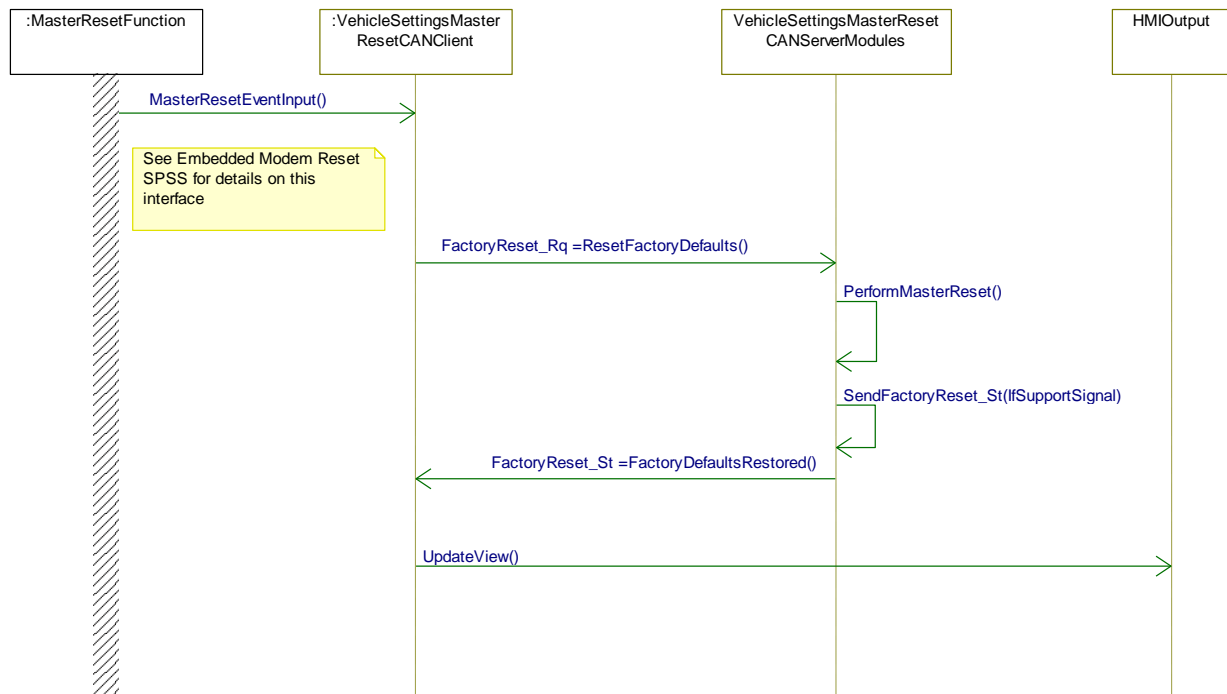 :MasterResetFunction
:VehicleSettingsMaster
ResetCANClient
VehicleSettingsMasterReset
CANServerModules
HMIOutput
MasterResetEventInput()
See Embedded Modem Reset
SPSS for details on this
interface
FactoryReset_Rq =ResetFactoryDefaults()
PerformMasterReset()
SendFactoryReset_St(IfSupportSignal)
FactoryReset_St =FactoryDefaultsRestored()
UpdateView()